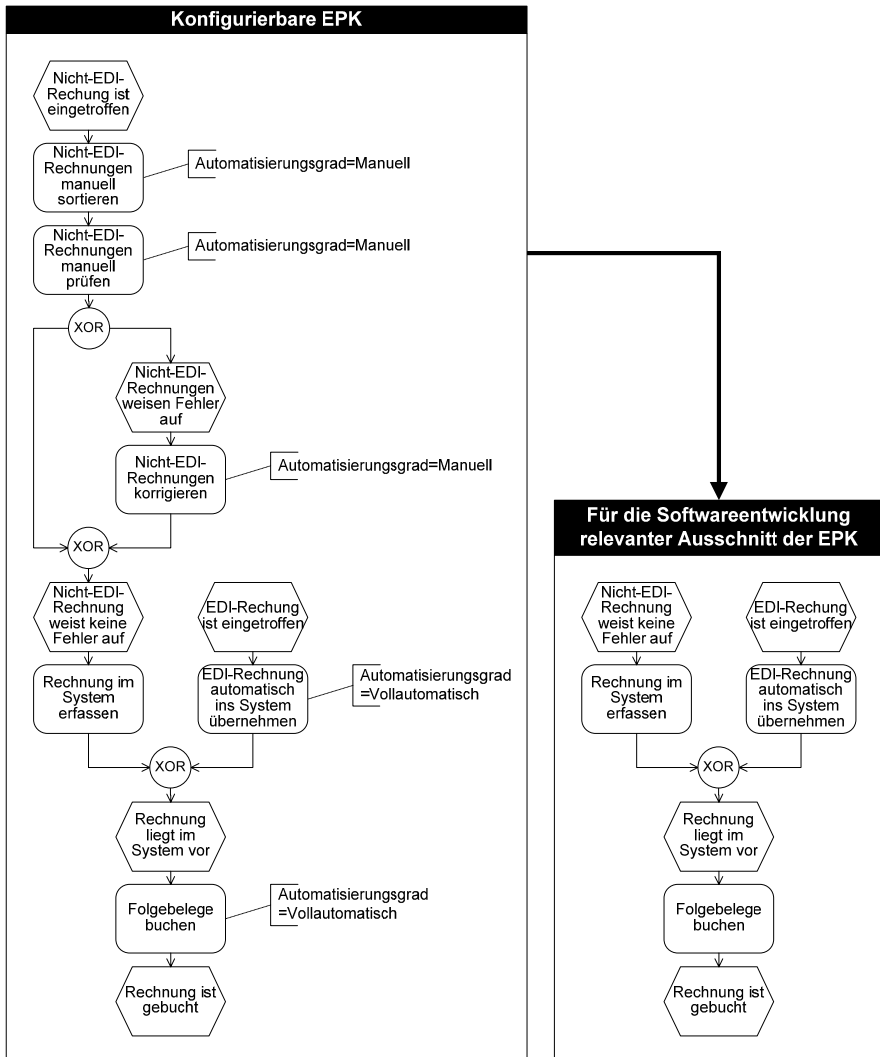 Konfigurierbare EPK
Nicht-EDI-
Rechung ist
eingetroffen
Nicht-EDI-
Rechnungen
manuell
sortieren
Automatisierungsgrad=Manuell
Nicht-EDI-
Rechnungen
manuell
prüfen
Automatisierungsgrad=Manuell
XOR
Nicht-EDI-
Rechnungen
weisen Fehler
auf
Nicht-EDI-
Rechnungen
korrigieren
Automatisierungsgrad=Manuell
XOR
Nicht-EDI-
Rechnung
weist keine
Fehler auf
EDI-Rechung
ist eingetroffen
Rechnung im
System
erfassen
EDI-Rechnung
automatisch
ins System
übernehmen
Automatisierungsgrad
=Vollautomatisch
XOR
Rechnung
liegt im
System vor
Folgebelege
buchen
Automatisierungsgrad
=Vollautomatisch
Rechnung ist
gebucht
Für die Softwareentwicklung
relevanter Ausschnitt der EPK
Nicht-EDI-
Rechnung
weist keine
Fehler auf
EDI-Rechung
ist eingetroffen
Rechnung im
System
erfassen
EDI-Rechnung
automatisch
ins System
übernehmen
XOR
Rechnung
liegt im
System vor
Folgebelege
buchen
Rechnung ist
gebucht